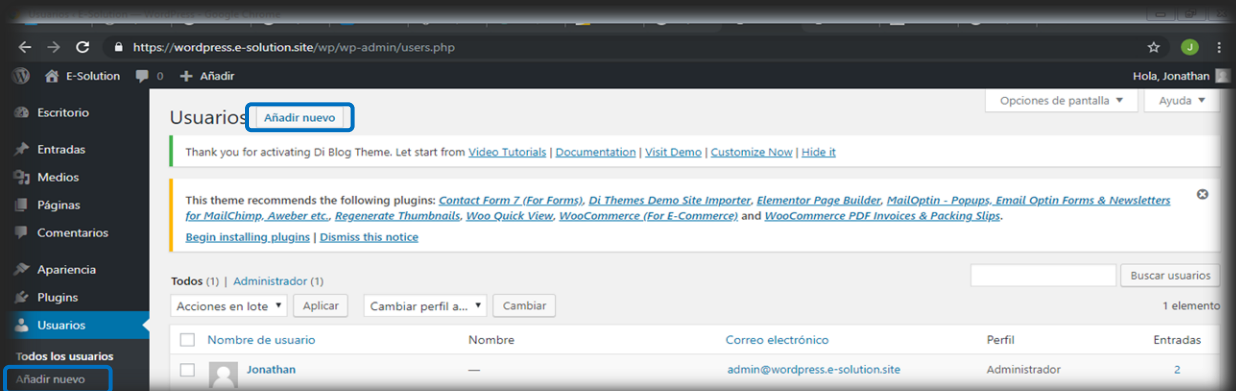 https://wordpress.e-solution.site/wp/wp-admin/users.php
J
E-Solution 0 Añadir
Hola, Jonathan
Escritorio
Entradas
Medios
Páginas
Comentarios
Apariencia
Plugins
Usuarios
Todos los usuarios
Añadir nuevo
Opciones de pantalla ▼ Ayuda ▼
Usuarios Añadir nuevo
Thank you for activating Di Blog Theme. Let start from Video Tutorials | Documentation | Visit Demo | Customize Now | Hide it
This theme recommends the following plugins: Contact Form 7 (For Forms), Di Themes Demo Site Importer, Elementor Page Builder, MailOptin - Popups, Email Optin Forms & Newsletters
for MailChimp, Aweber etc., Regenerate Thumbnails, Woo Quick View, WooCommerce (For E-Commerce) and WooCommerce PDF Invoices & Packing Slips.
Begin installing plugins | Dismiss this notice
Todos (1) | Administrador (1)
Buscar usuarios
Acciones en lote ▼ Aplicar Cambiar perfil a... ▼ Cambiar
1 elemento
Nombre de usuario Nombre Correo electrónico Perfil Entradas
Jonathan — admin@wordpress.e-solution.site Administrador 2